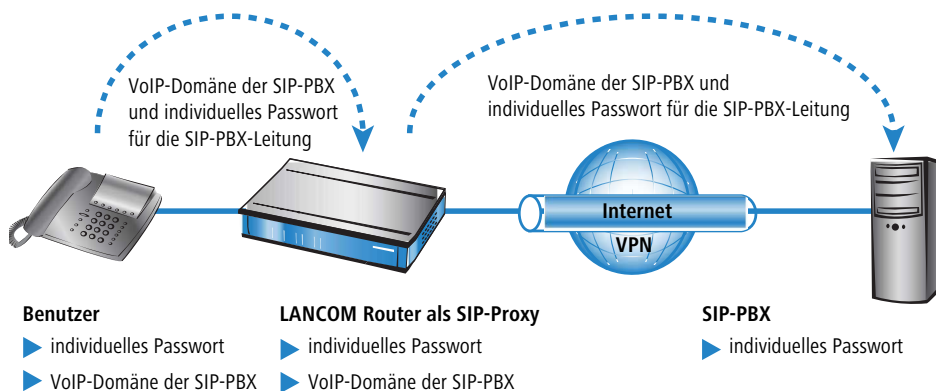 VoIP-Domäne der SIP-PBX
und individuelles Passwort
für die SIP-PBX-Leitung
VoIP-Domäne der SIP-PBX und
individuelles Passwort für die SIP-PBX-Leitung
Internet
VPN
Benutzer
individuelles Passwort
VoIP-Domäne der SIP-PBX
LANCOM Router als SIP-Proxy
individuelles Passwort
VoIP-Domäne der SIP-PBX
SIP-PBX
individuelles Passwort